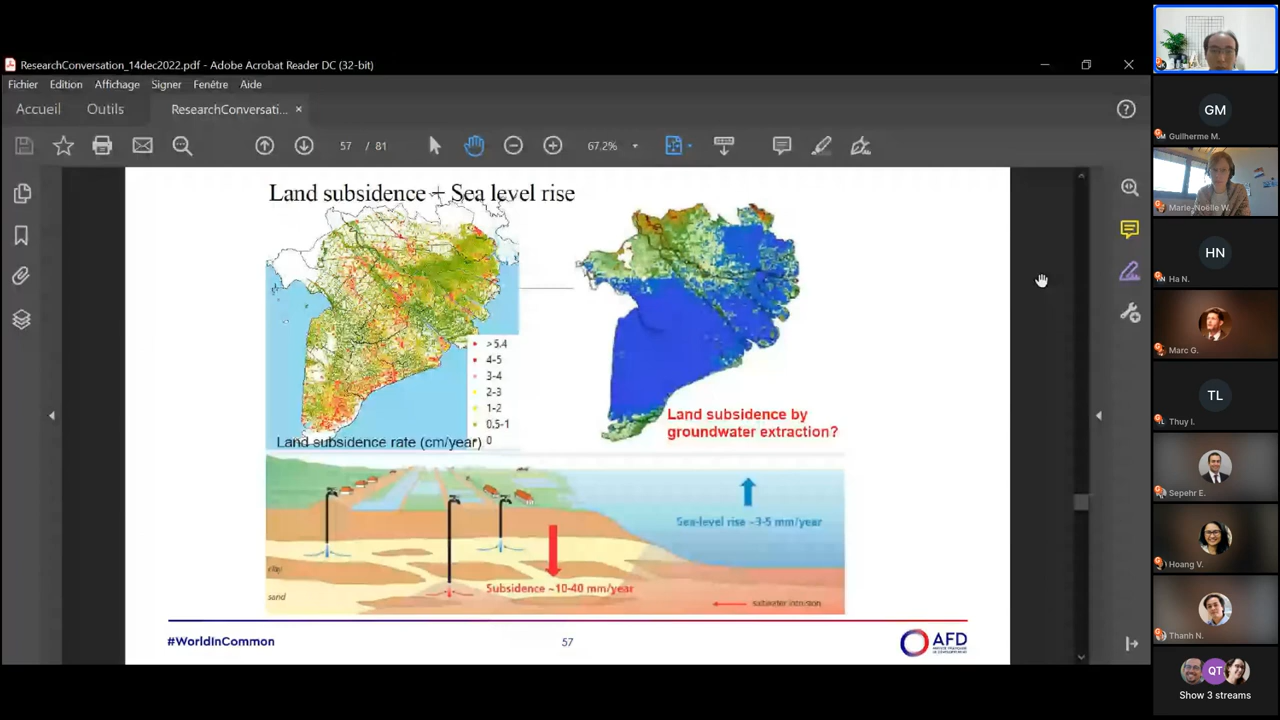 ResearchConversation_14dec2022.pdf - Adobe Acrobat Reader DC (32-bit)
Fichier Edition Affichage Signer Fenêtre Aide
Accueil Outils ResearchConversati... ×
57 / 81 67.2%
Land subsidence + Sea level rise
>5.4
4-5
3-4
2-3
1-2
0.5-1
0
Land subsidence rate (cm/year)
Land subsidence by
groundwater extraction?
Sea-level rise ~3-5 mm/year
Subsidence ~10-40 mm/year
clay
sand
saltwater intrusion
#WorldInCommon
57
AFD
GM
Guilherme M.
Marie-Noëlle W.
HN
Ha N.
Marc G.
TL
Thuy l.
Sepehr E.
Hoang V.
Thanh N.
QT
Show 3 streams